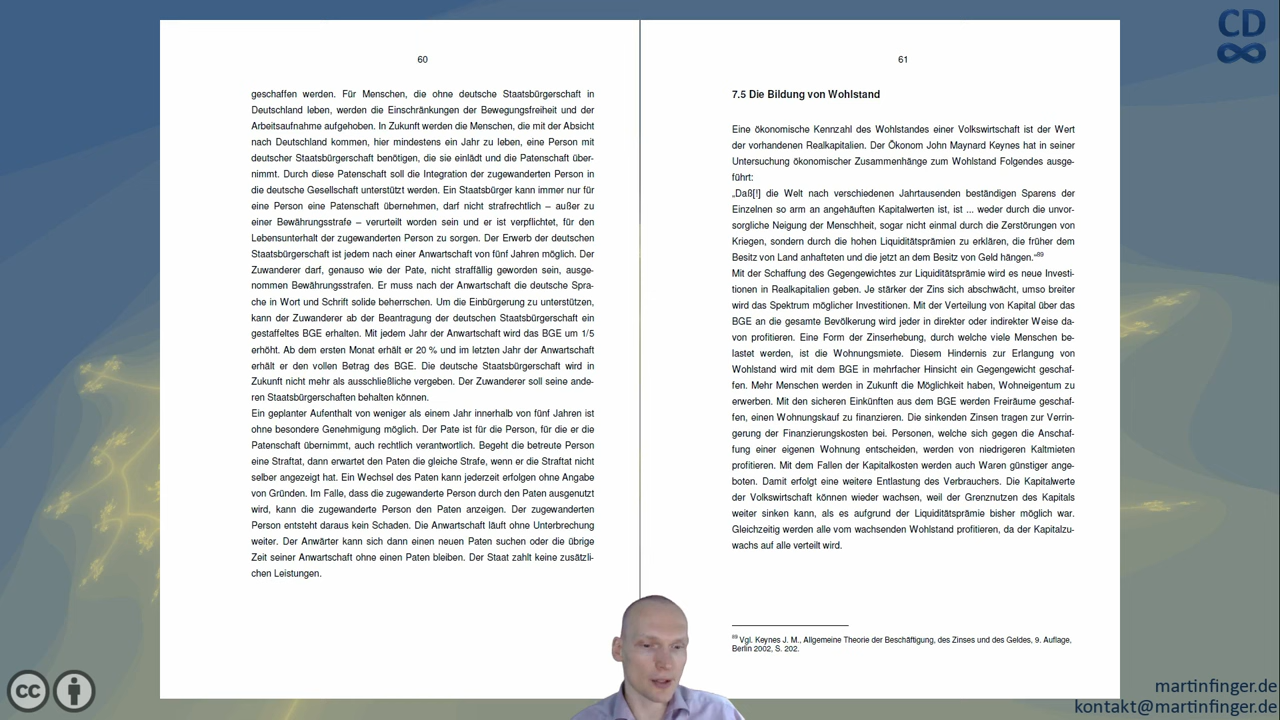 60
geschaffen werden. Für Menschen, die ohne deutsche Staatsbürgerschaft in
Deutschland leben, werden die Einschränkungen der Bewegungsfreiheit und der
Arbeitsaufnahme aufgehoben. In Zukunft werden die Menschen, die mit der Absicht
nach Deutschland kommen, hier mindestens ein Jahr zu leben, eine Person mit
deutscher Staatsbürgerschaft benötigen, die sie einlädt und die Patenschaft über-
nimmt. Durch diese Patenschaft soll die Integration der zugewanderten Person in
die deutsche Gesellschaft unterstützt werden. Ein Staatsbürger kann immer nur für
eine Person eine Patenschaft übernehmen, darf nicht strafrechtlich – außer zu
einer Bewährungsstrafe – verurteilt worden sein und er ist verpflichtet, für den
Lebensunterhalt der zugewanderten Person zu sorgen. Der Erwerb der deutschen
Staatsbürgerschaft ist jedem nach einer Anwartschaft von fünf Jahren möglich. Der
Zuwanderer darf, genauso wie der Pate, nicht straffällig geworden sein, ausge-
nommen Bewährungsstrafen. Er muss nach der Anwartschaft die deutsche Spra-
che in Wort und Schrift solide beherrschen. Um die Einbürgerung zu unterstützen,
kann der Zuwanderer ab der Beantragung der deutschen Staatsbürgerschaft ein
gestaffeltes BGE erhalten. Mit jedem Jahr der Anwartschaft wird das BGE um 1/5
erhöht. Ab dem ersten Monat erhält er 20 % und im letzten Jahr der Anwartschaft
erhält er den vollen Betrag des BGE. Die deutsche Staatsbürgerschaft wird in
Zukunft nicht mehr als ausschließliche vergeben. Der Zuwanderer soll seine ande-
ren Staatsbürgerschaften behalten können.
Ein geplanter Aufenthalt von weniger als einem Jahr innerhalb von fünf Jahren ist
ohne besondere Genehmigung möglich. Der Pate ist für die Person, für die er die
Patenschaft übernimmt, auch rechtlich verantwortlich. Begeht die betreute Person
eine Straftat, dann erwartet den Paten die gleiche Strafe, wenn er die Straftat nicht
selber angezeigt hat. Ein Wechsel des Paten kann jederzeit erfolgen ohne Angabe
von Gründen. Im Falle, dass die zugewanderte Person durch den Paten ausgenutzt
wird, kann die zugewanderte Person den Paten anzeigen. Der zugewanderten
Person entsteht daraus kein Schaden. Die Anwartschaft läuft ohne Unterbrechung
weiter. Der Anwärter kann sich dann einen neuen Paten suchen oder die übrige
Zeit seiner Anwartschaft ohne einen Paten bleiben. Der Staat zahlt keine zusätzli-
chen Leistungen.
61
7.5 Die Bildung von Wohlstand
Eine ökonomische Kennzahl des Wohlstandes einer Volkswirtschaft ist der Wert
der vorhandenen Realkapitalien. Der Ökonom John Maynard Keynes hat in seiner
Untersuchung ökonomischer Zusammenhänge zum Wohlstand Folgendes ausge-
führt:
„Daß[!] die Welt nach verschiedenen Jahrtausenden beständigen Sparens der
Einzelnen so arm an angehäuften Kapitalwerten ist, ist ... weder durch die unvor-
sorgliche Neigung der Menschheit, sogar nicht einmal durch die Zerstörungen von
Kriegen, sondern durch die hohen Liquiditätsprämien zu erklären, die früher dem
Besitz von Land anhafteten und die jetzt an dem Besitz von Geld hängen.“89
Mit der Schaffung des Gegengewichtes zur Liquiditätsprämie wird es neue Investi-
tionen in Realkapitalien geben. Je stärker der Zins sich abschwächt, umso breiter
wird das Spektrum möglicher Investitionen. Mit der Verteilung von Kapital über das
BGE an die gesamte Bevölkerung wird jeder in direkter oder indirekter Weise da-
von profitieren. Eine Form der Zinserhebung, durch welche viele Menschen be-
lastet werden, ist die Wohnungsmiete. Diesem Hindernis zur Erlangung von
Wohlstand wird mit dem BGE in mehrfacher Hinsicht ein Gegengewicht geschaf-
fen. Mehr Menschen werden in Zukunft die Möglichkeit haben, Wohneigentum zu
erwerben. Mit den sicheren Einkünften aus dem BGE werden Freiräume geschaf-
fen, einen Wohnungskauf zu finanzieren. Die sinkenden Zinsen tragen zur Verrin-
gerung der Finanzierungskosten bei. Personen, welche sich gegen die Anschaf-
fung einer eigenen Wohnung entscheiden, werden von niedrigeren Kaltmieten
profitieren. Mit dem Fallen der Kapitalkosten werden auch Waren günstiger ange-
boten. Damit erfolgt eine weitere Entlastung des Verbrauchers. Die Kapitalwerte
der Volkswirtschaft können wieder wachsen, weil der Grenznutzen des Kapitals
weiter sinken kann, als es aufgrund der Liquiditätsprämie bisher möglich war.
Gleichzeitig werden alle vom wachsenden Wohlstand profitieren, da der Kapitalzu-
wachs auf alle verteilt wird.
89 Vgl. Keynes J. M., Allgemeine Theorie der Beschäftigung, des Zinses und des Geldes, 9. Auflage,
Berlin 2002, S. 202.
CD
cc
martinfinger.de
kontakt@martinfinger.de